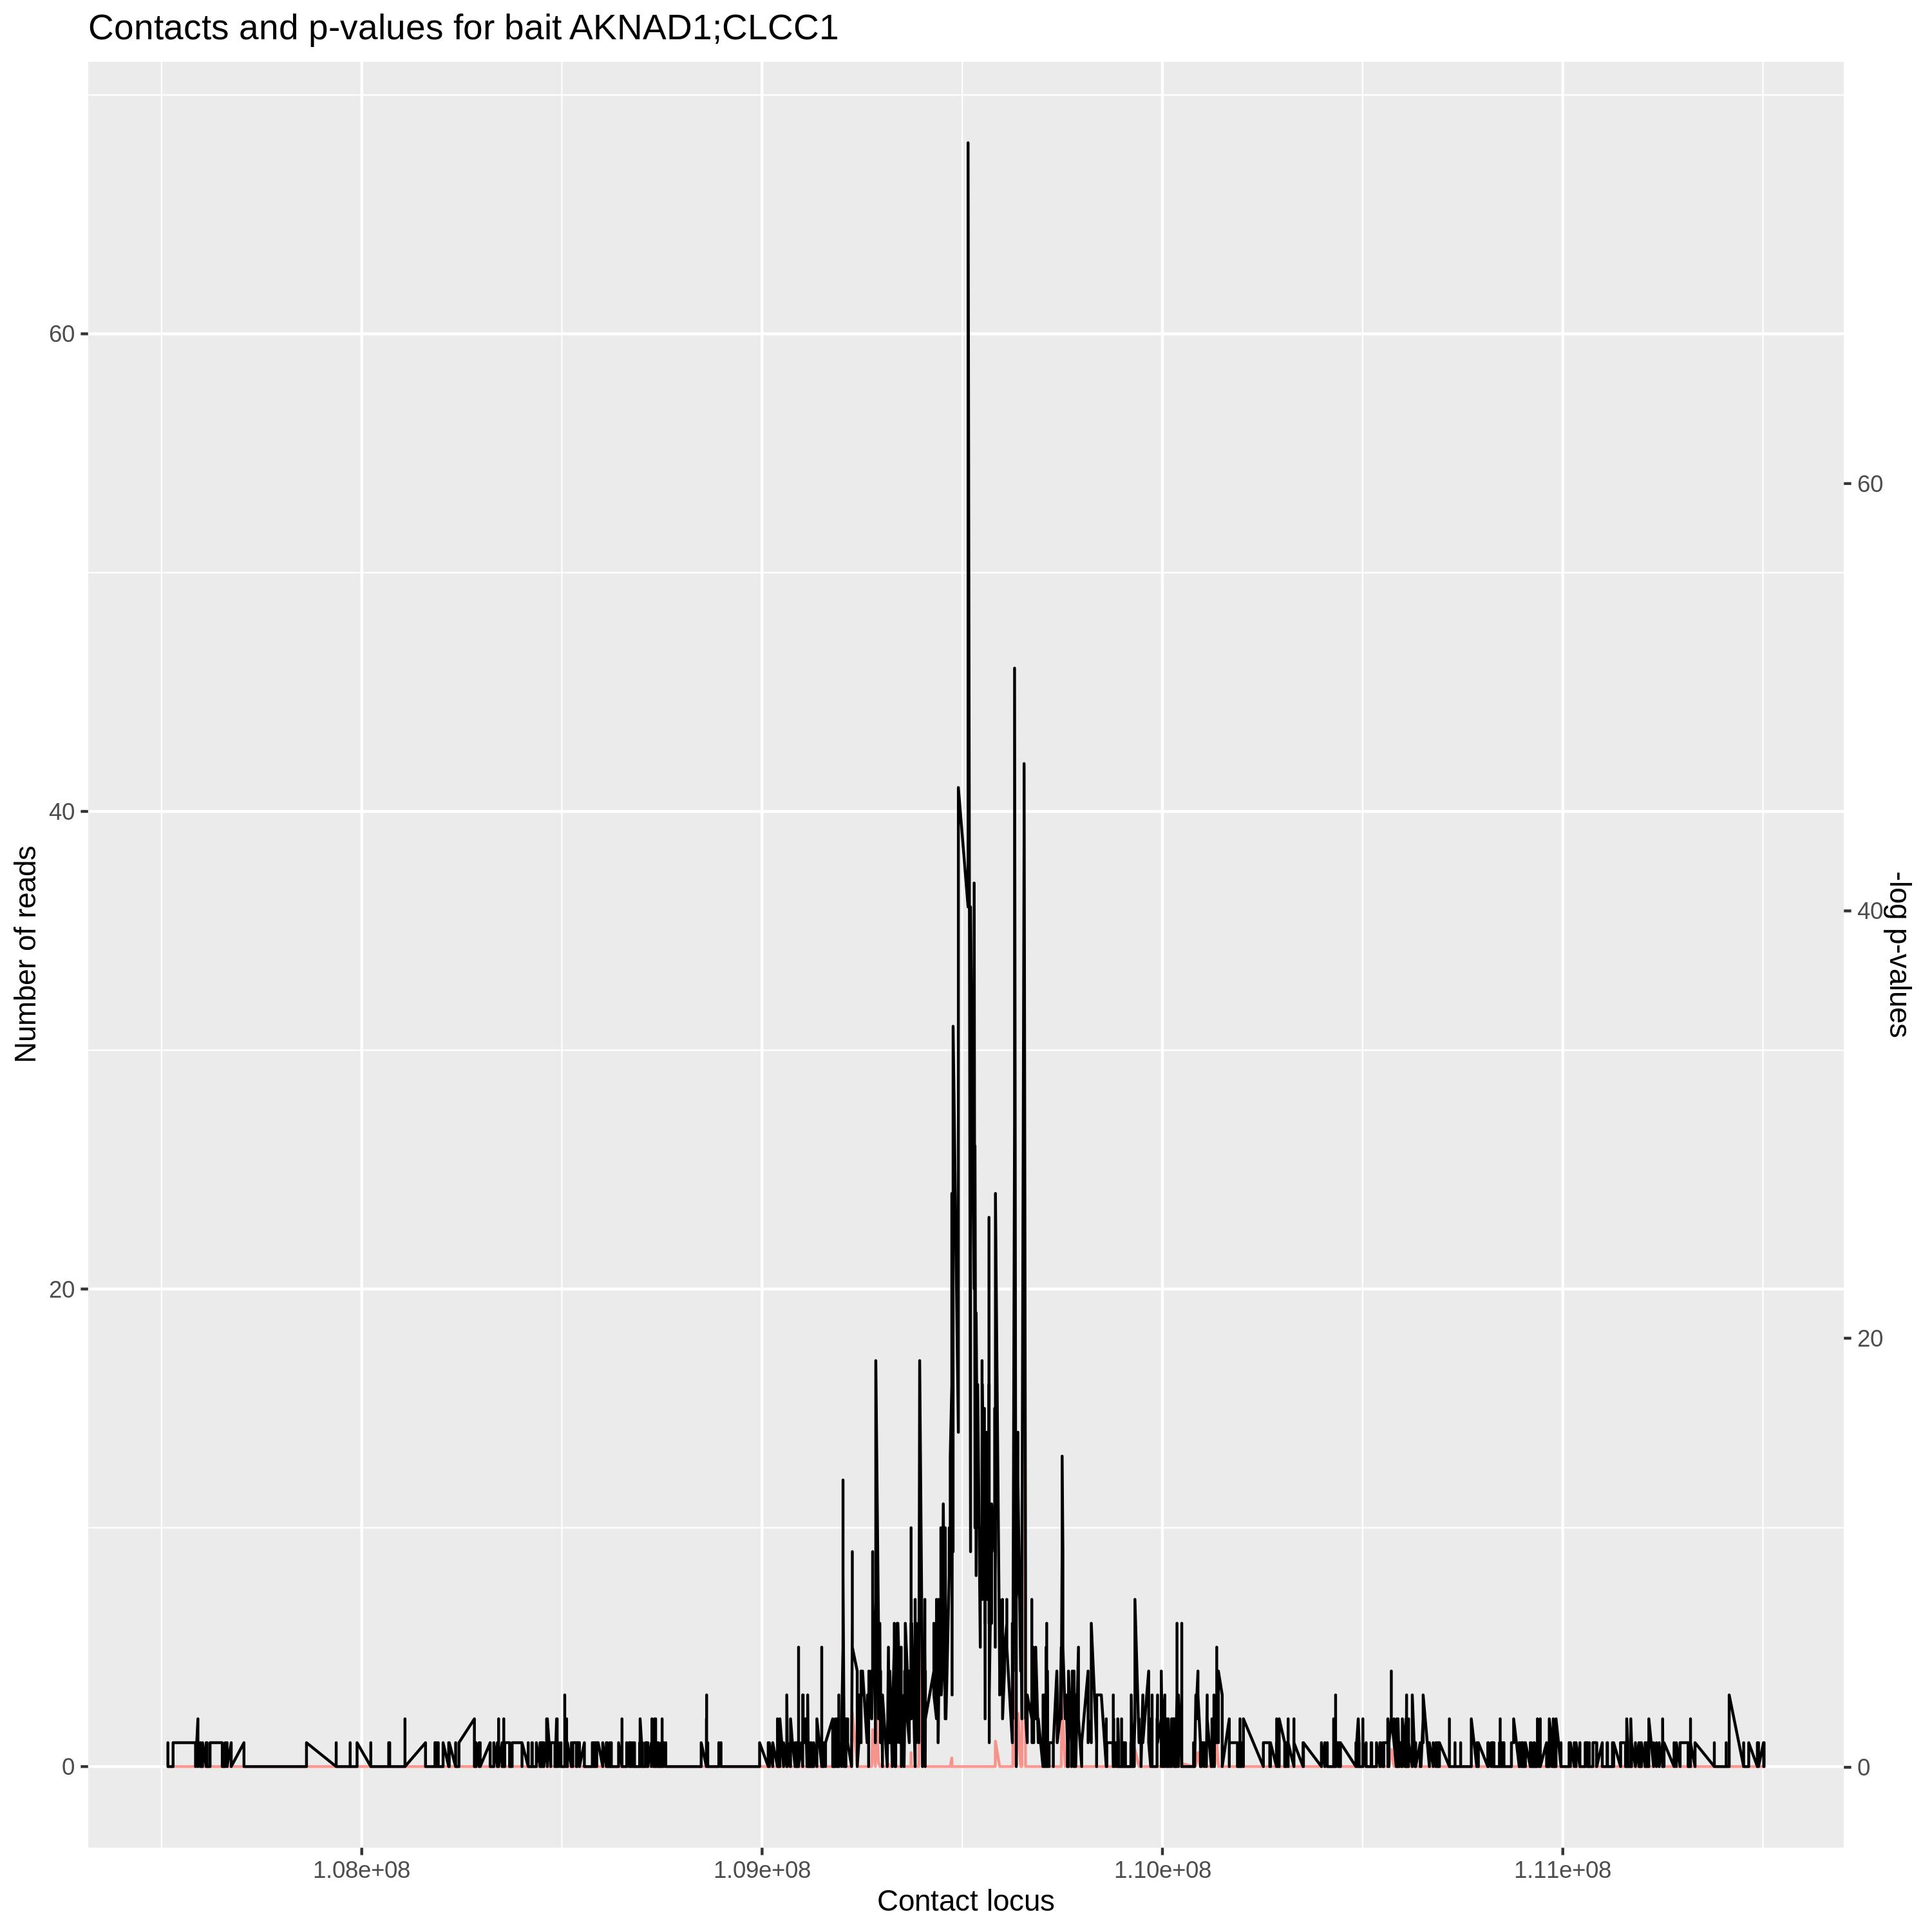 Contacts and p-values for bait AKNAD1;CLCC1
Number of reads
60
40
20
0
60
40
20
0
-log p-values
1.08e+08 1.09e+08 1.10e+08 1.11e+08
Contact locus